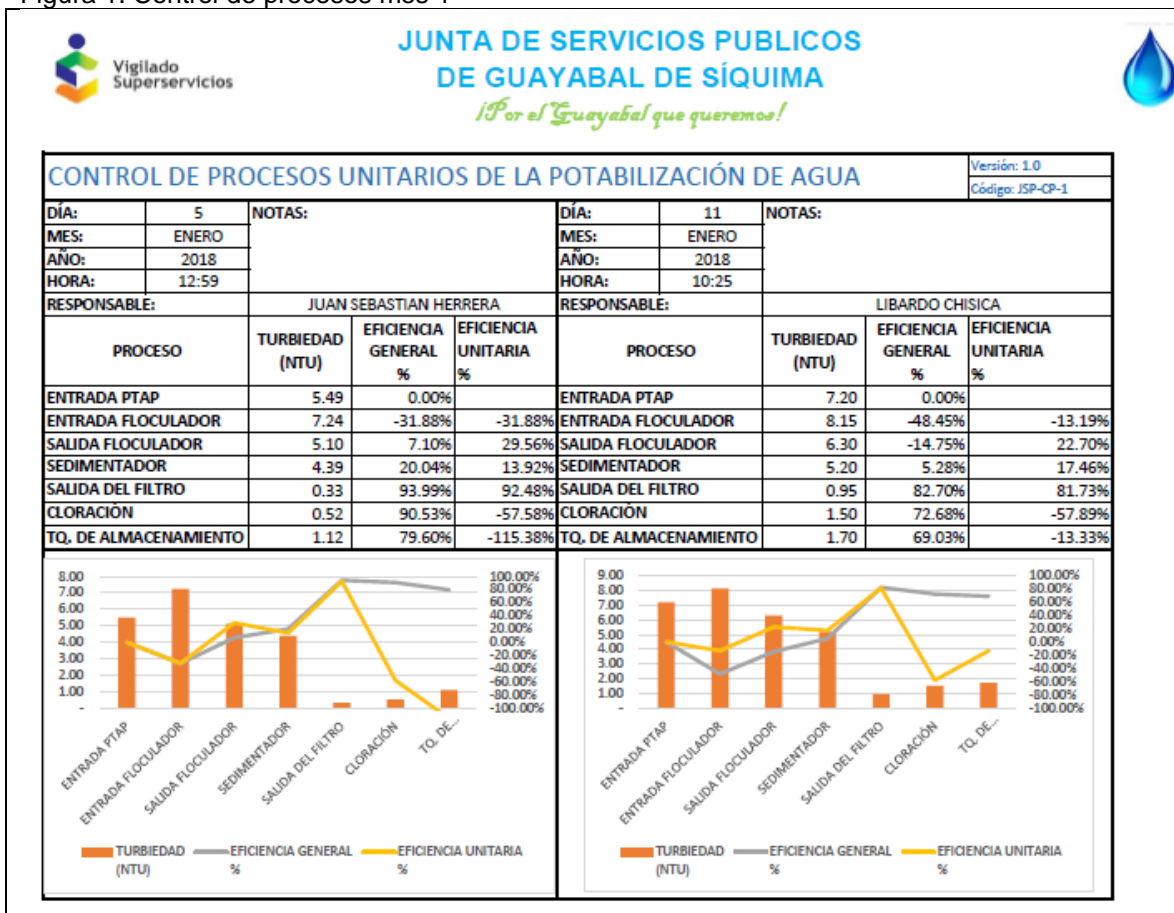 Figura 1. Control de procesos mes 1
Vigilado
Superservicios
JUNTA DE SERVICIOS PUBLICOS
DE GUAYABAL DE SÍQUIMA
¡Por el Guayabal que queremos!
CONTROL DE PROCESOS UNITARIOS DE LA POTABILIZACIÓN DE AGUA
Versión: 1.0
Código: JSP-CP-1
DÍA: 5 NOTAS: DÍA: 11 NOTAS:
MES: ENERO MES: ENERO
AÑO: 2018 AÑO: 2018
HORA: 12:59 HORA: 10:25
RESPONSABLE: JUAN SEBASTIAN HERRERA RESPONSABLE: LIBARDO CHISICA
PROCESO TURBIEDAD (NTU) EFICIENCIA GENERAL % EFICIENCIA UNITARIA % PROCESO TURBIEDAD (NTU) EFICIENCIA GENERAL % EFICIENCIA UNITARIA %
ENTRADA PTAP 5.49 0.00% ENTRADA PTAP 7.20 0.00%
ENTRADA FLOCULADOR 7.24 -31.88% -31.88% ENTRADA FLOCULADOR 8.15 -48.45% -13.19%
SALIDA FLOCULADOR 5.10 7.10% 29.56% SALIDA FLOCULADOR 6.30 -14.75% 22.70%
SEDIMENTADOR 4.39 20.04% 13.92% SEDIMENTADOR 5.20 5.28% 17.46%
SALIDA DEL FILTRO 0.33 93.99% 92.48% SALIDA DEL FILTRO 0.95 82.70% 81.73%
CLORACIÓN 0.52 90.53% -57.58% CLORACIÓN 1.50 72.68% -57.89%
TQ. DE ALMACENAMIENTO 1.12 79.60% -115.38% TQ. DE ALMACENAMIENTO 1.70 69.03% -13.33%
8.00
7.00
6.00
5.00
4.00
3.00
2.00
1.00
-
100.00%
80.00%
60.00%
40.00%
20.00%
0.00%
-20.00%
-40.00%
-60.00%
-80.00%
-100.00%
ENTRADA PTAP
ENTRADA FLOCULADOR
SALIDA FLOCULADOR
SEDIMENTADOR
SALIDA DEL FILTRO
CLORACIÓN
TQ. DE...
TURBIEDAD (NTU)
EFICIENCIA GENERAL %
EFICIENCIA UNITARIA %
9.00
8.00
7.00
6.00
5.00
4.00
3.00
2.00
1.00
-
100.00%
80.00%
60.00%
40.00%
20.00%
0.00%
-20.00%
-40.00%
-60.00%
-80.00%
-100.00%
ENTRADA PTAP
ENTRADA FLOCULADOR
SALIDA FLOCULADOR
SEDIMENTADOR
SALIDA DEL FILTRO
CLORACIÓN
TQ. DE...
TURBIEDAD (NTU)
EFICIENCIA GENERAL %
EFICIENCIA UNITARIA %